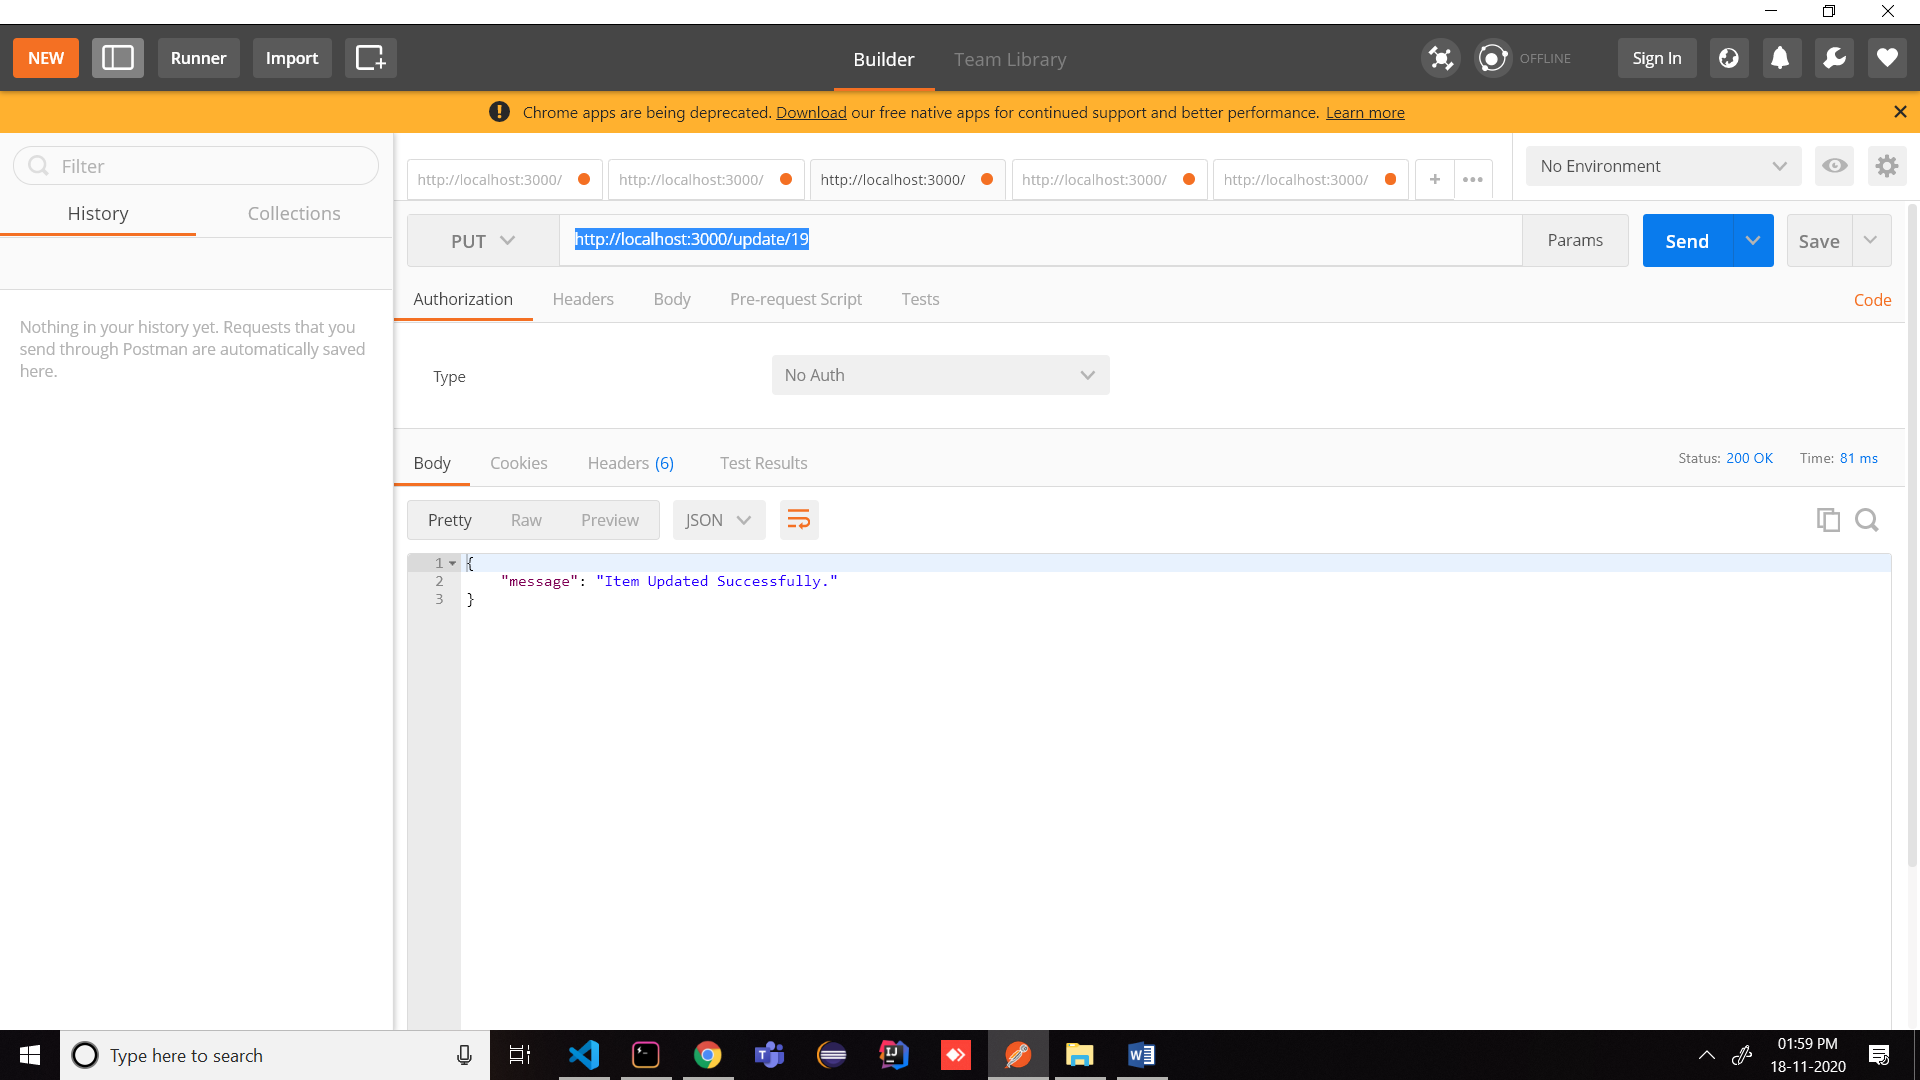 NEW
Runner
Import
Builder
Team Library
OFFLINE
Sign In
Chrome apps are being deprecated. Download our free native apps for continued support and better performance. Learn more
Filter
History
Collections
Nothing in your history yet. Requests that you
send through Postman are automatically saved
here.
http://localhost:3000/
http://localhost:3000/
http://localhost:3000/
http://localhost:3000/
http://localhost:3000/
No Environment
PUT
http://localhost:3000/update/19
Params
Send
Save
Authorization
Headers
Body
Pre-request Script
Tests
Code
Type
No Auth
Body
Cookies
Headers (6)
Test Results
Status: 200 OK
Time: 81 ms
Pretty
Raw
Preview
JSON
1 {
2 "message": "Item Updated Successfully."
3 }
Type here to search
01:59 PM
18-11-2020